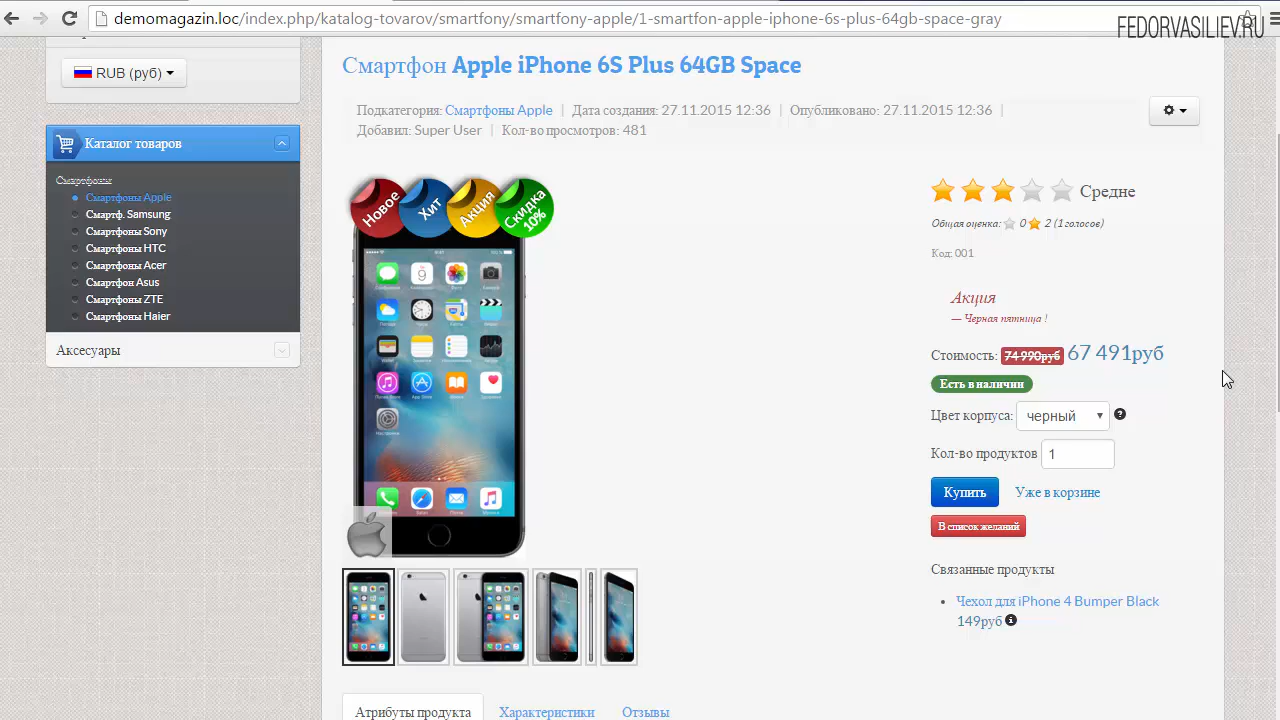 demomagazin.loc/index.php/katalog-tovarov/smartfony/smartfony-apple/1-smartfon-apple-iphone-6s-plus-64gb-space-gray
FEDORVASILIEV.RU
RUB (руб)
Смартфон Apple iPhone 6S Plus 64GB Space
Подкатегория: Смартфоны Apple | Дата создания: 27.11.2015 12:36 | Опубликовано: 27.11.2015 12:36 |
Добавил: Super User | Кол-во просмотров: 481
Каталог товаров
Смартфоны
Смартфоны Apple
Смартф. Samsung
Смартфоны Sony
Смартфоны HTC
Смартфоны Acer
Смартфон Asus
Смартфоны ZTE
Смартфоны Haier
Аксесуары
Новое
Хит
Акция
Скидка 10%
Средне
Общая оценка: 0 2 (1голосов)
Код: 001
Акция
— Черная пятница !
Стоимость: 74 990руб 67 491руб
Есть в наличии
Цвет корпуса: черный
Кол-во продуктов 1
Купить Уже в корзине
В список желаний
Связанные продукты
Чехол для iPhone 4 Bumper Black
149руб
Атрибуты продукта Характеристики Отзывы